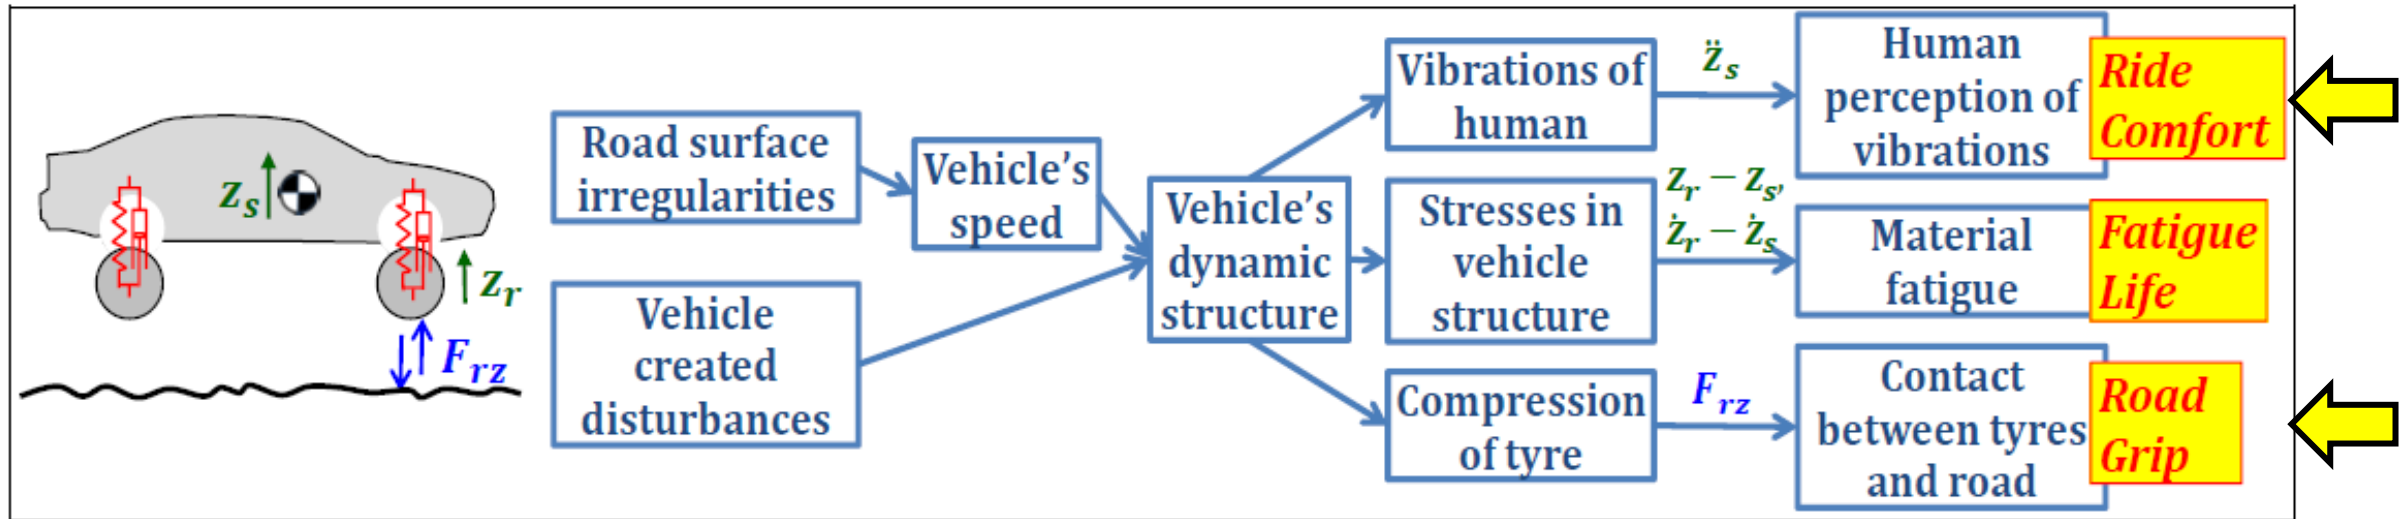 z_s
z_r
F_rz
Road surface
irregularities
Vehicle
created
disturbances
Vehicle's
speed
Vehicle's
dynamic
structure
Vibrations of
human
z̈_s
Human
perception of
vibrations
Ride
Comfort
Stresses in
vehicle
structure
z_r − z_s,
ż_r − ż_s
Material
fatigue
Fatigue
Life
Compression
of tyre
F_rz
Contact
between tyres
and road
Road
Grip